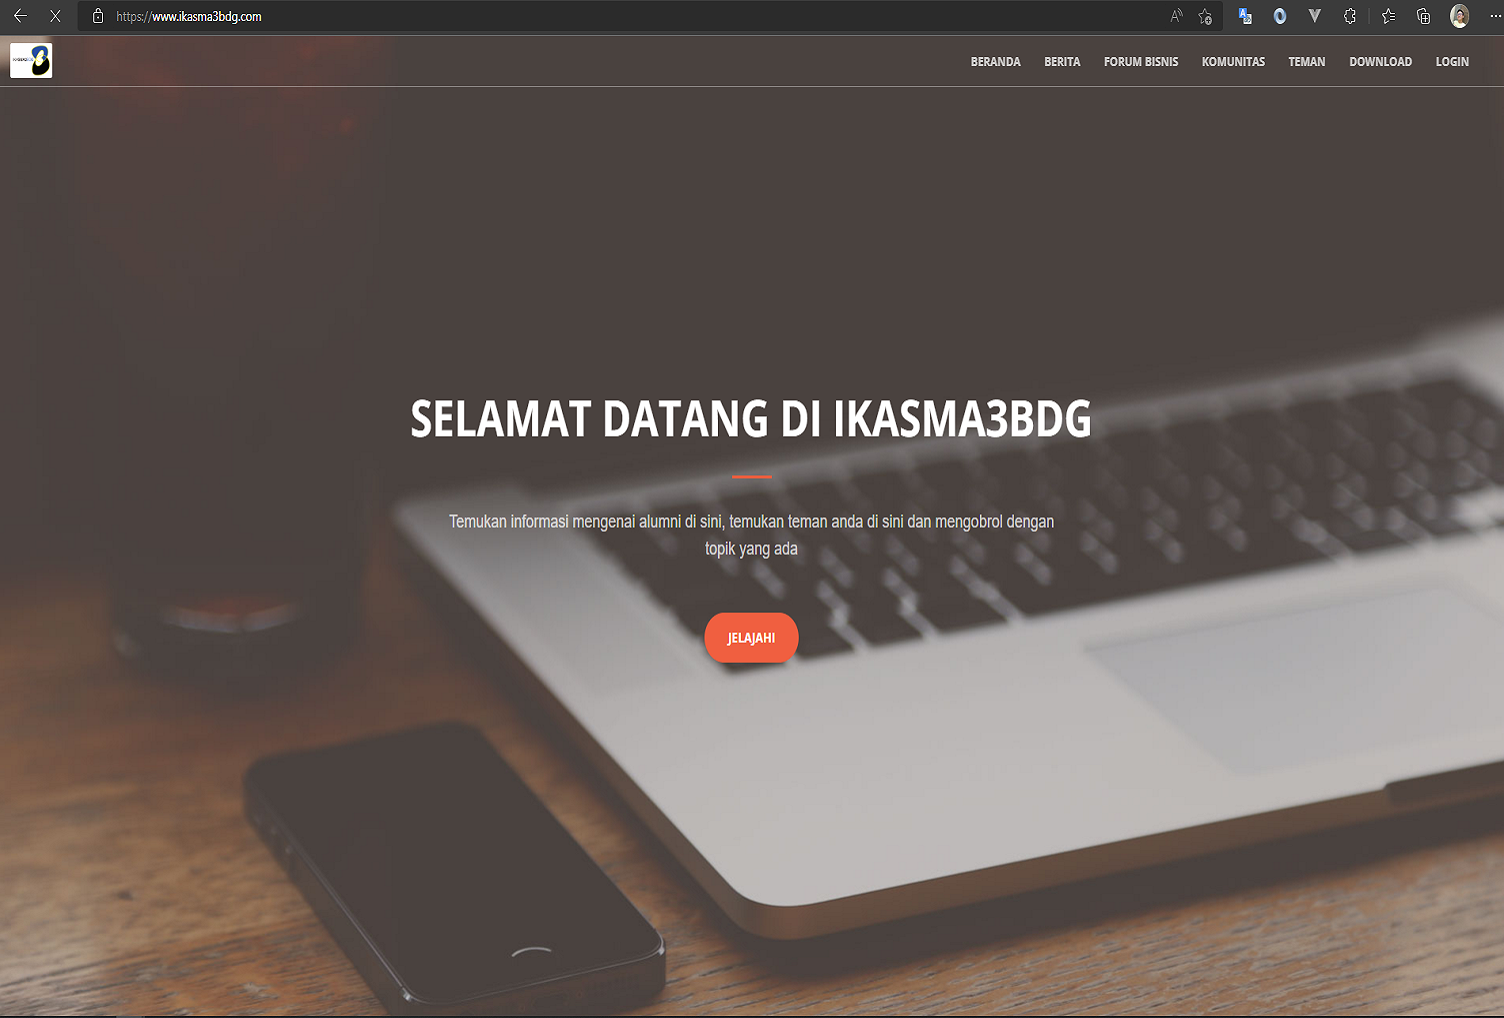 https://www.ikasma3bdg.com
BERANDA BERITA FORUM BISNIS KOMUNITAS TEMAN DOWNLOAD LOGIN
SELAMAT DATANG DI IKASMA3BDG
Temukan informasi mengenai alumni di sini, temukan teman anda di sini dan mengobrol dengan
topik yang ada
JELAJAHI